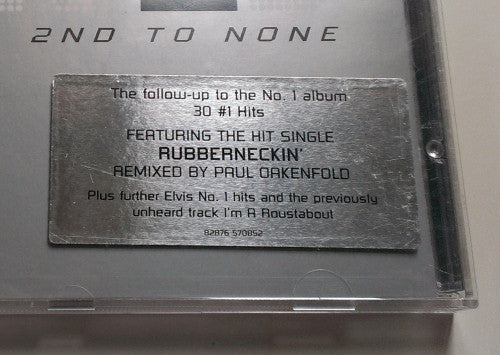 2ND TO NONE
The follow-up to the No. 1 album
30 #1 Hits
FEATURING THE HIT SINGLE
RUBBERNECKIN'
REMIXED BY PAUL OAKENFOLD
Plus further Elvis No. 1 hits and the previously
unheard track I'm A Roustabout
82876 570852